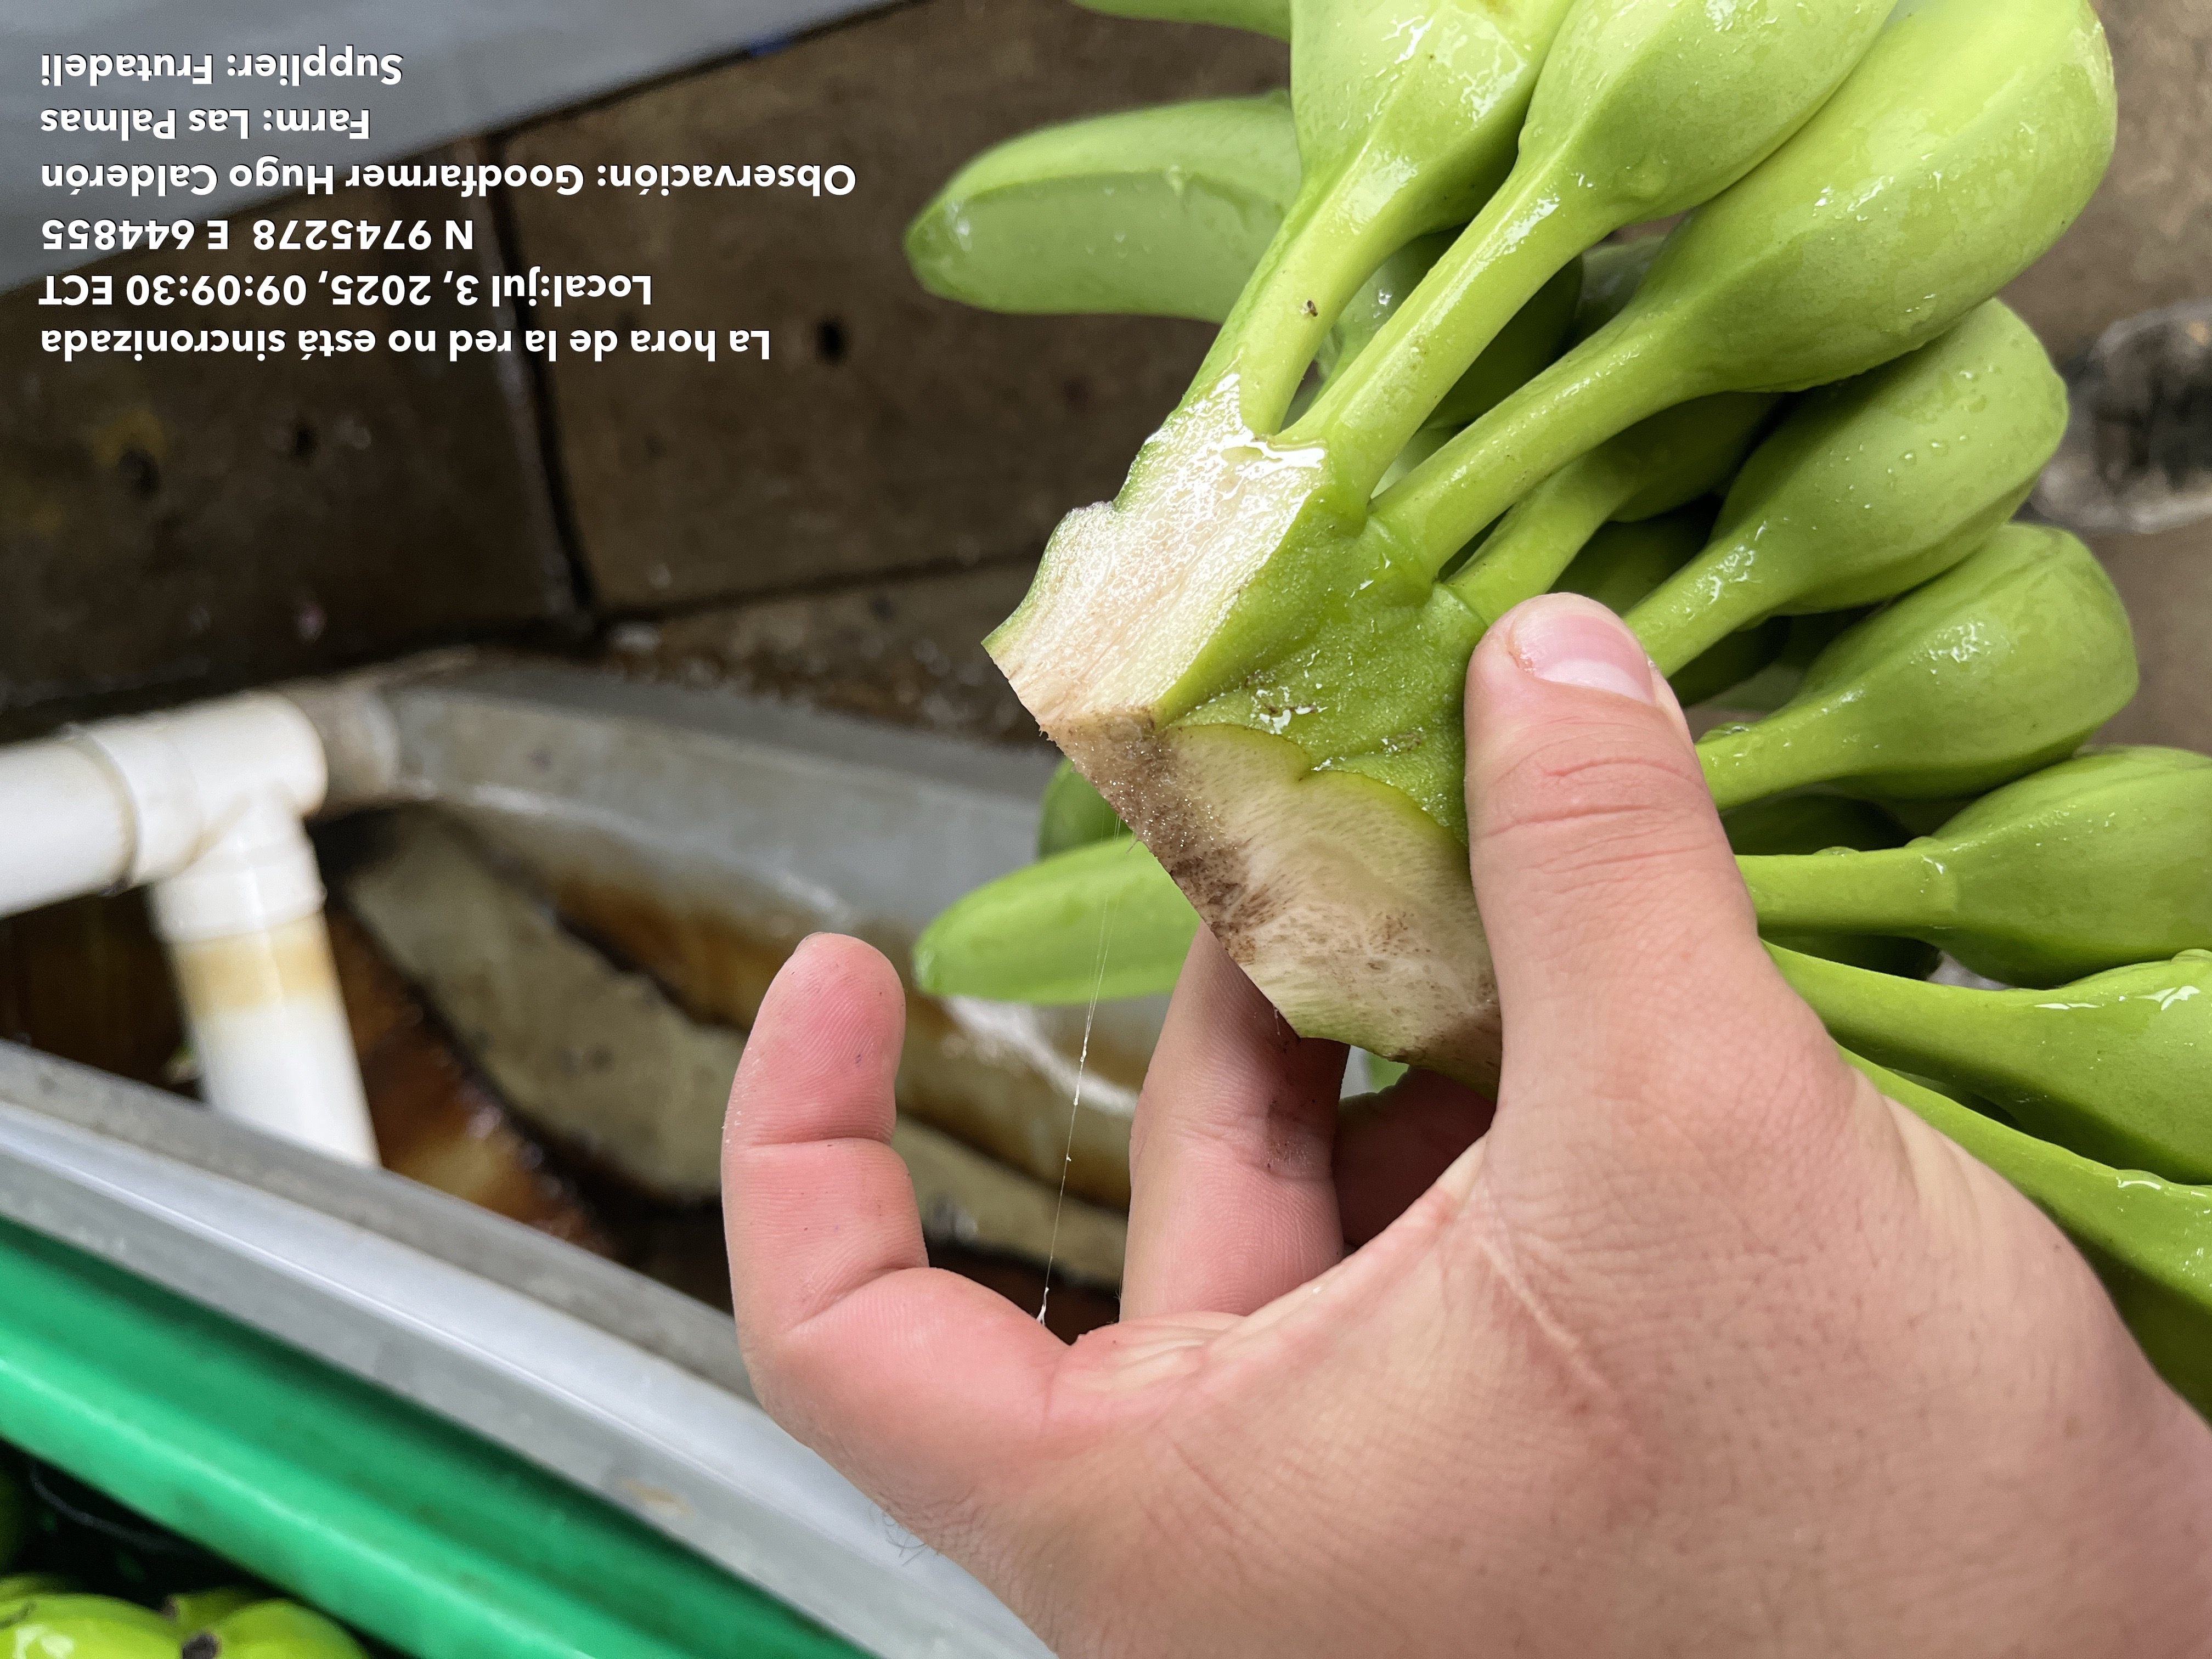 La hora de la red no está sincronizada
Local:jul 3, 2025, 09:09:30 ECT
N 9745278 E 644855
Observación: Goodfarmer Hugo Calderón
Farm: Las Palmas
Supplier: Frutadeli